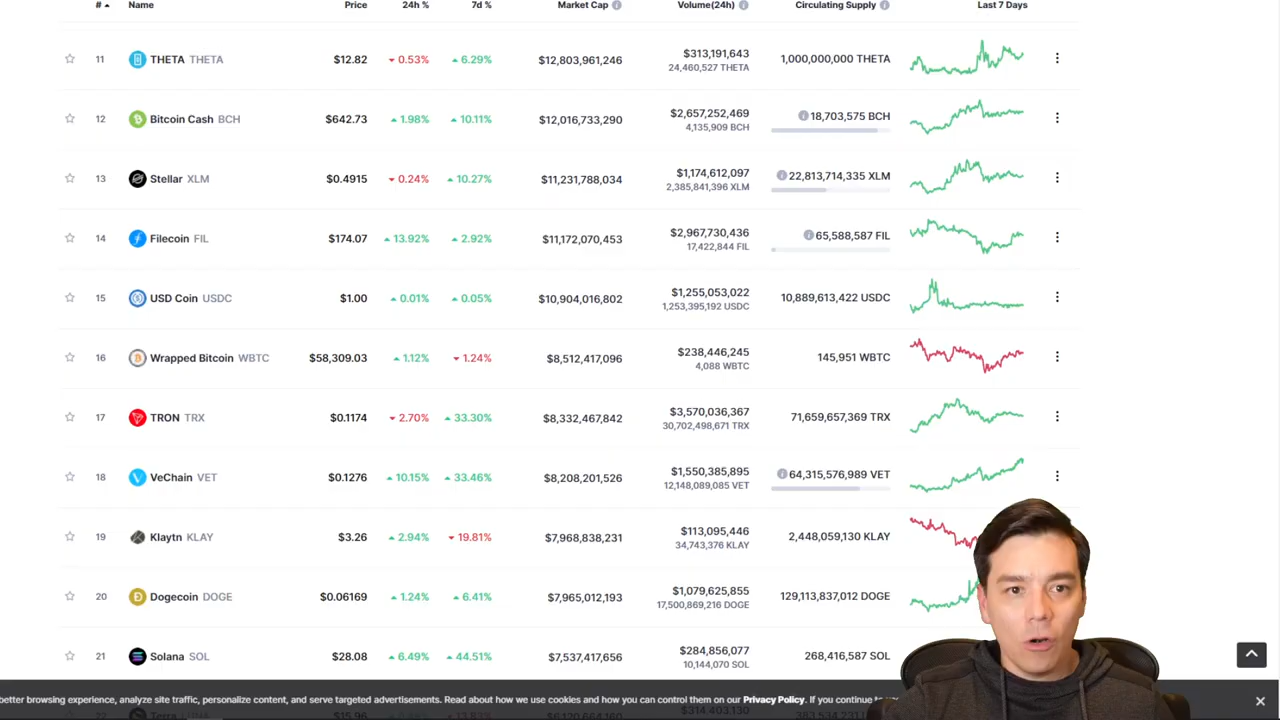 # Name Price 24h % 7d % Market Cap Volume(24h) Circulating Supply Last 7 Days
11 THETA THETA $12.82 0.53% 6.29% $12,803,961,246 $313,191,643 1,000,000,000 THETA
24,460,527 THETA
12 Bitcoin Cash BCH $642.73 1.98% 10.11% $12,016,733,290 $2,657,252,469 18,703,575 BCH
4,135,909 BCH
13 Stellar XLM $0.4915 0.24% 10.27% $11,231,788,034 $1,174,612,097 22,813,714,335 XLM
2,385,841,396 XLM
14 Filecoin FIL $174.07 13.92% 2.92% $11,172,070,453 $2,967,730,436 65,588,587 FIL
17,422,844 FIL
15 USD Coin USDC $1.00 0.01% 0.05% $10,904,016,802 $1,255,053,022 10,889,613,422 USDC
1,253,395,192 USDC
16 Wrapped Bitcoin WBTC $58,309.03 1.12% 1.24% $8,512,417,096 $238,446,245 145,951 WBTC
4,088 WBTC
17 TRON TRX $0.1174 2.70% 33.30% $8,332,467,842 $3,570,036,367 71,659,657,369 TRX
30,702,498,671 TRX
18 VeChain VET $0.1276 10.15% 33.46% $8,208,201,526 $1,550,385,895 64,315,576,989 VET
12,148,089,085 VET
19 Klaytn KLAY $3.26 2.94% 19.81% $7,968,838,231 $113,095,446 2,448,059,130 KLAY
34,743,376 KLAY
20 Dogecoin DOGE $0.06169 1.24% 6.41% $7,965,012,193 $1,079,625,855 129,113,837,012 DOGE
17,500,869,216 DOGE
21 Solana SOL $28.08 6.49% 44.51% $7,537,417,656 $284,856,077 268,416,587 SOL
10,144,070 SOL
better browsing experience, analyze site traffic, personalize content, and serve targeted advertisements. Read about how we use cookies and how you can control them on our Privacy Policy. If you continue to